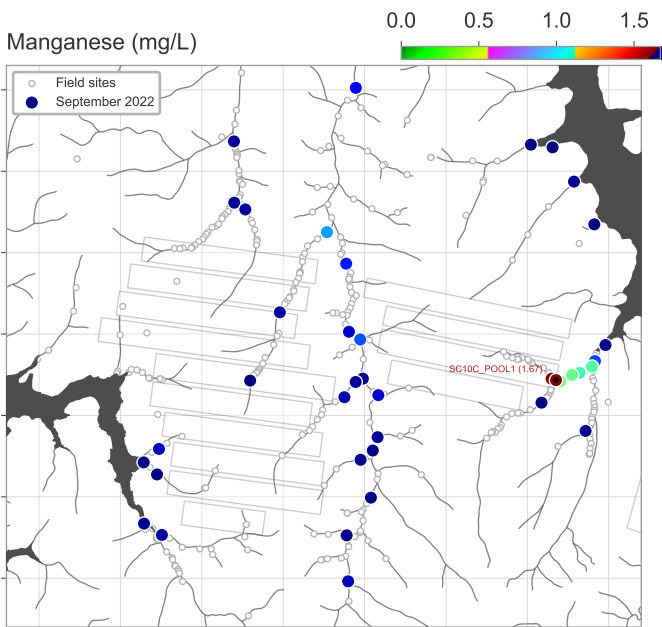 0.0 0.5 1.0 1.5
Manganese (mg/L)
Field sites
September 2022
SC10C_POOL1 (1.67)